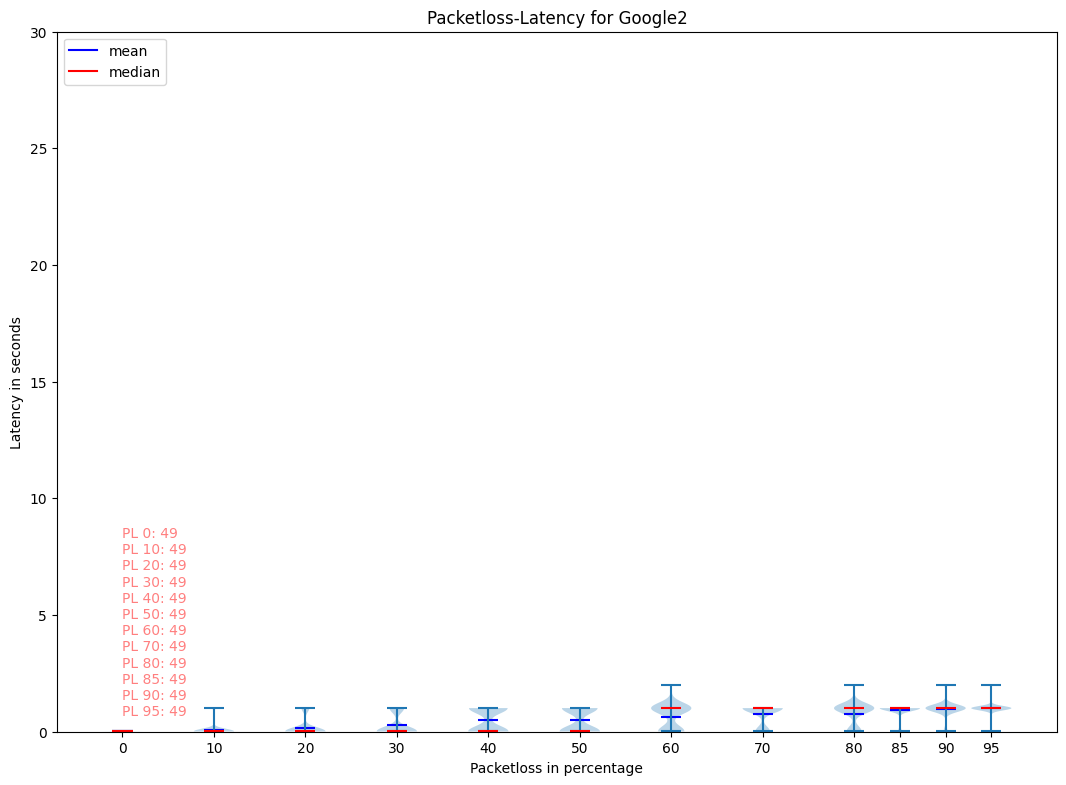 Packetloss-Latency for Google2
30
25
20
15
10
5
0
Latency in seconds
mean
median
PL 0: 49
PL 10: 49
PL 20: 49
PL 30: 49
PL 40: 49
PL 50: 49
PL 60: 49
PL 70: 49
PL 80: 49
PL 85: 49
PL 90: 49
PL 95: 49
0 10 20 30 40 50 60 70 80 85 90 95
Packetloss in percentage